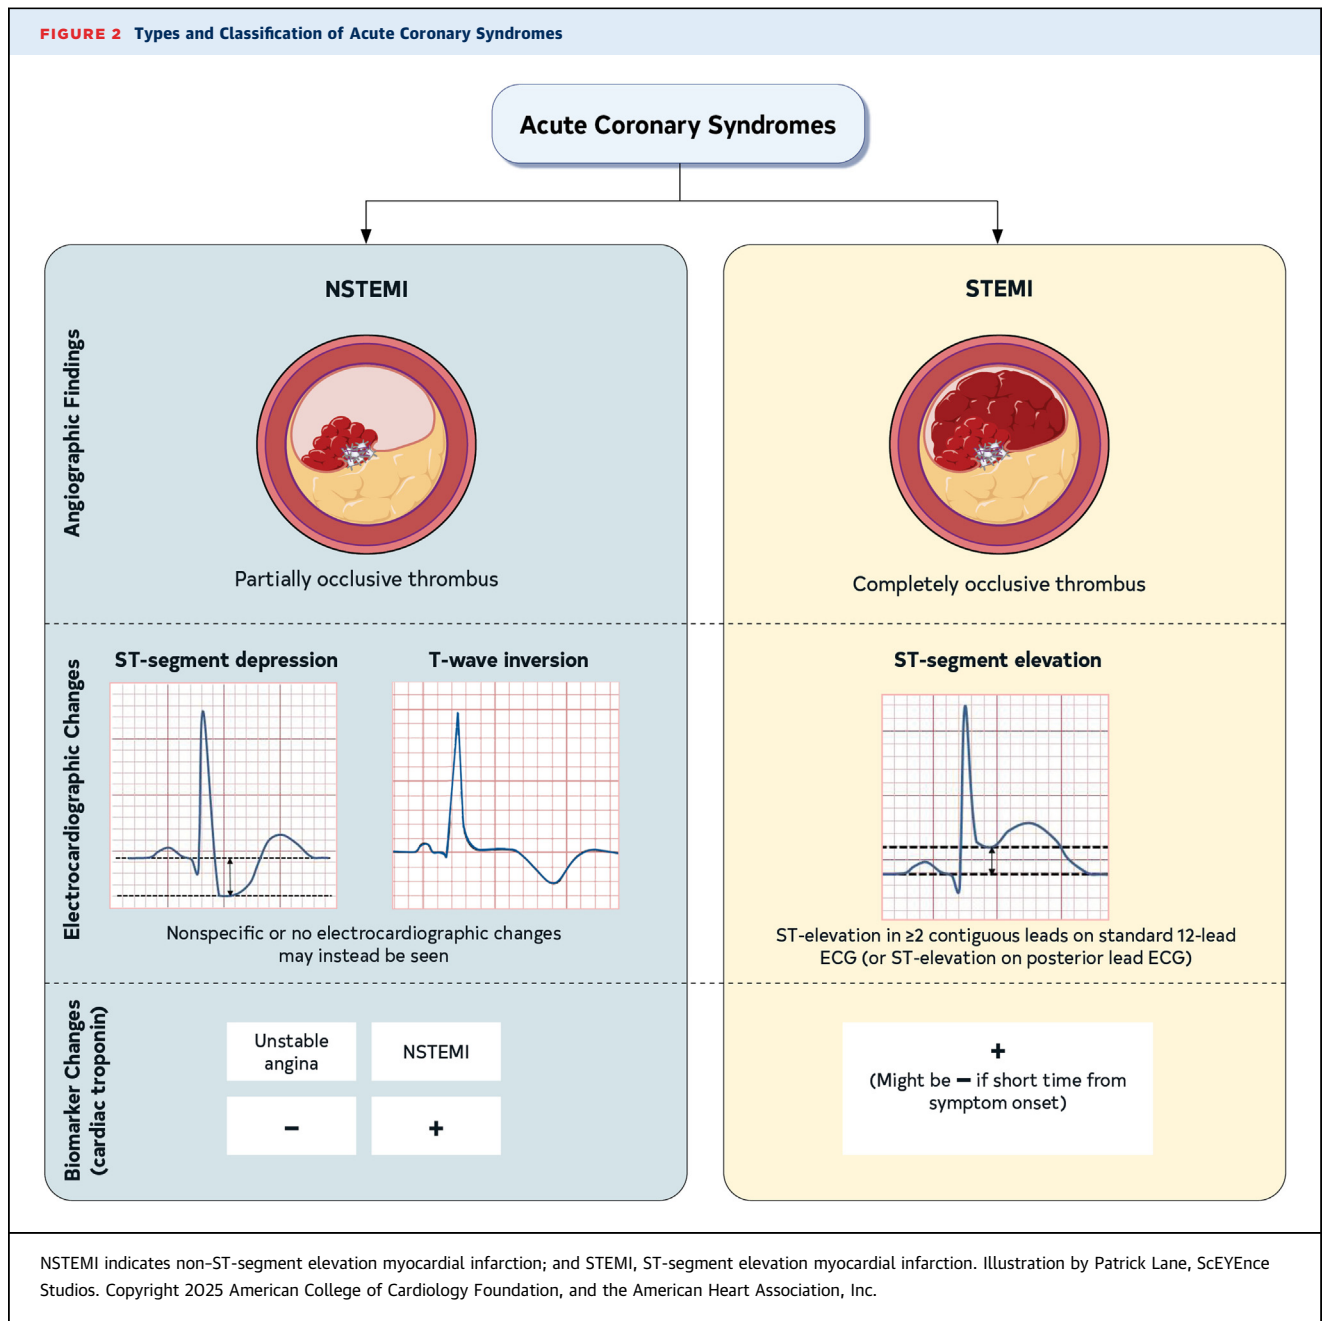 FIGURE 2 Types and Classification of Acute Coronary Syndromes
Acute Coronary Syndromes
NSTEMI
STEMI
Angiographic Findings
Partially occlusive thrombus
Completely occlusive thrombus
Electrocardiographic Changes
ST-segment depression
T-wave inversion
ST-segment elevation
Nonspecific or no electrocardiographic changes
may instead be seen
ST-elevation in ≥2 contiguous leads on standard 12-lead
ECG (or ST-elevation on posterior lead ECG)
Biomarker Changes
(cardiac troponin)
Unstable
angina
NSTEMI
−
+
+
(Might be − if short time from
symptom onset)
NSTEMI indicates non–ST-segment elevation myocardial infarction; and STEMI, ST-segment elevation myocardial infarction. Illustration by Patrick Lane, ScEYEnce
Studios. Copyright 2025 American College of Cardiology Foundation, and the American Heart Association, Inc.